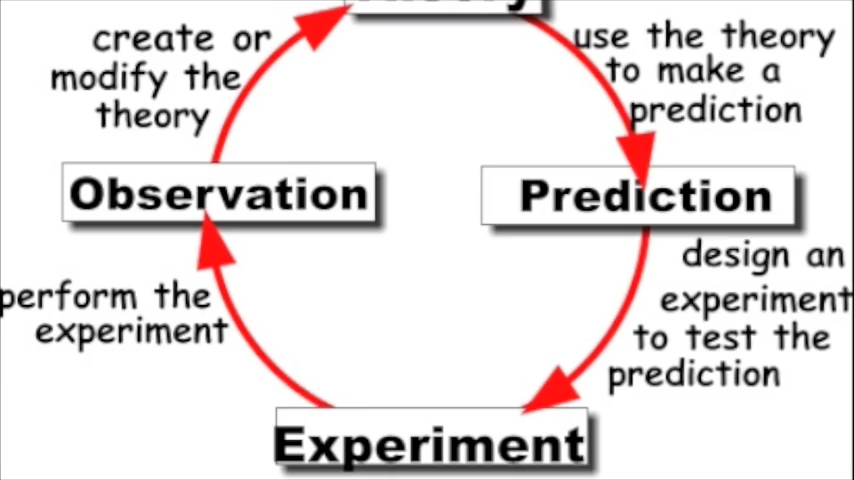 create or
modify the
theory
use the theory
to make a
prediction
Observation
Prediction
perform the
experiment
design an
experiment
to test the
prediction
Experiment